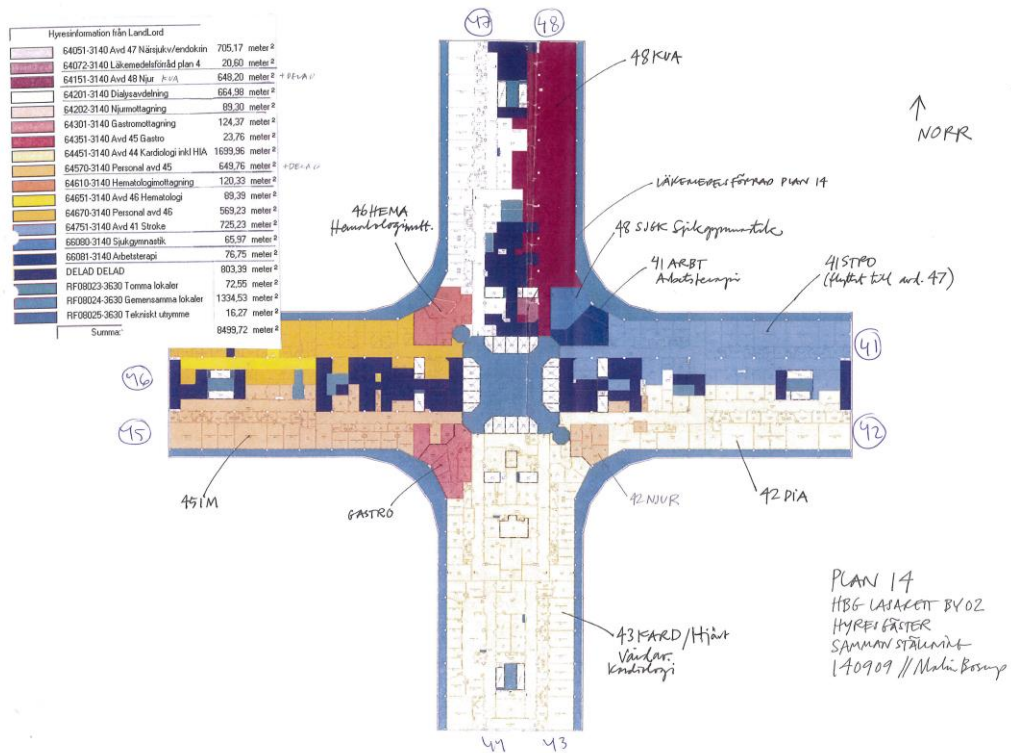 Hyresinformation från LandLord
64051-3140 Avd 47 Närsjukv/endokrin 705,17 meter²
64072-3140 Läkemedelsförråd plan 4 20,60 meter²
64151-3140 Avd 48 Njur KVA 648,20 meter² + DELAD
64201-3140 Dialysavdelning 664,98 meter²
64202-3140 Njurmottagning 89,30 meter²
64301-3140 Gastromottagning 124,37 meter²
64351-3140 Avd 45 Gastro 23,76 meter²
64451-3140 Avd 44 Kardiologi inkl HIA 1699,96 meter²
64570-3140 Personal avd 45 649,76 meter² + DELAD
64610-3140 Hematologimottagning 120,33 meter²
64651-3140 Avd 46 Hematologi 89,39 meter²
64670-3140 Personal avd 46 569,23 meter²
64751-3140 Avd 41 Stroke 725,23 meter²
66080-3140 Sjukgymnastik 65,97 meter²
66081-3140 Arbetsterapi 76,75 meter²
DELAD DELAD 803,39 meter²
RF08023-3630 Tomma lokaler 72,55 meter²
RF08024-3630 Gemensamma lokaler 1334,53 meter²
RF08025-3630 Tekniskt utrymme 16,27 meter²
Summa: 8499,72 meter²
47
48
48 KVA
↑
NORR
LÄKEMEDELSFÖRRÅD PLAN 14
46 HEMA
Hematologimott.
48 SJGK Sjukgymnastik
41 ARBT
Arbetsterapi
41 STRO
(flyttat till avd. 47)
41
46
45
42
45 IM
GASTRO
42 NJUR
42 DIA
43 KARD/Hjärt
Vårdav.
Kardiologi
PLAN 14
HBG LASARETT BY02
HYRESGÄSTER
SAMMANSTÄLLNING
140909 // Malin
44
43